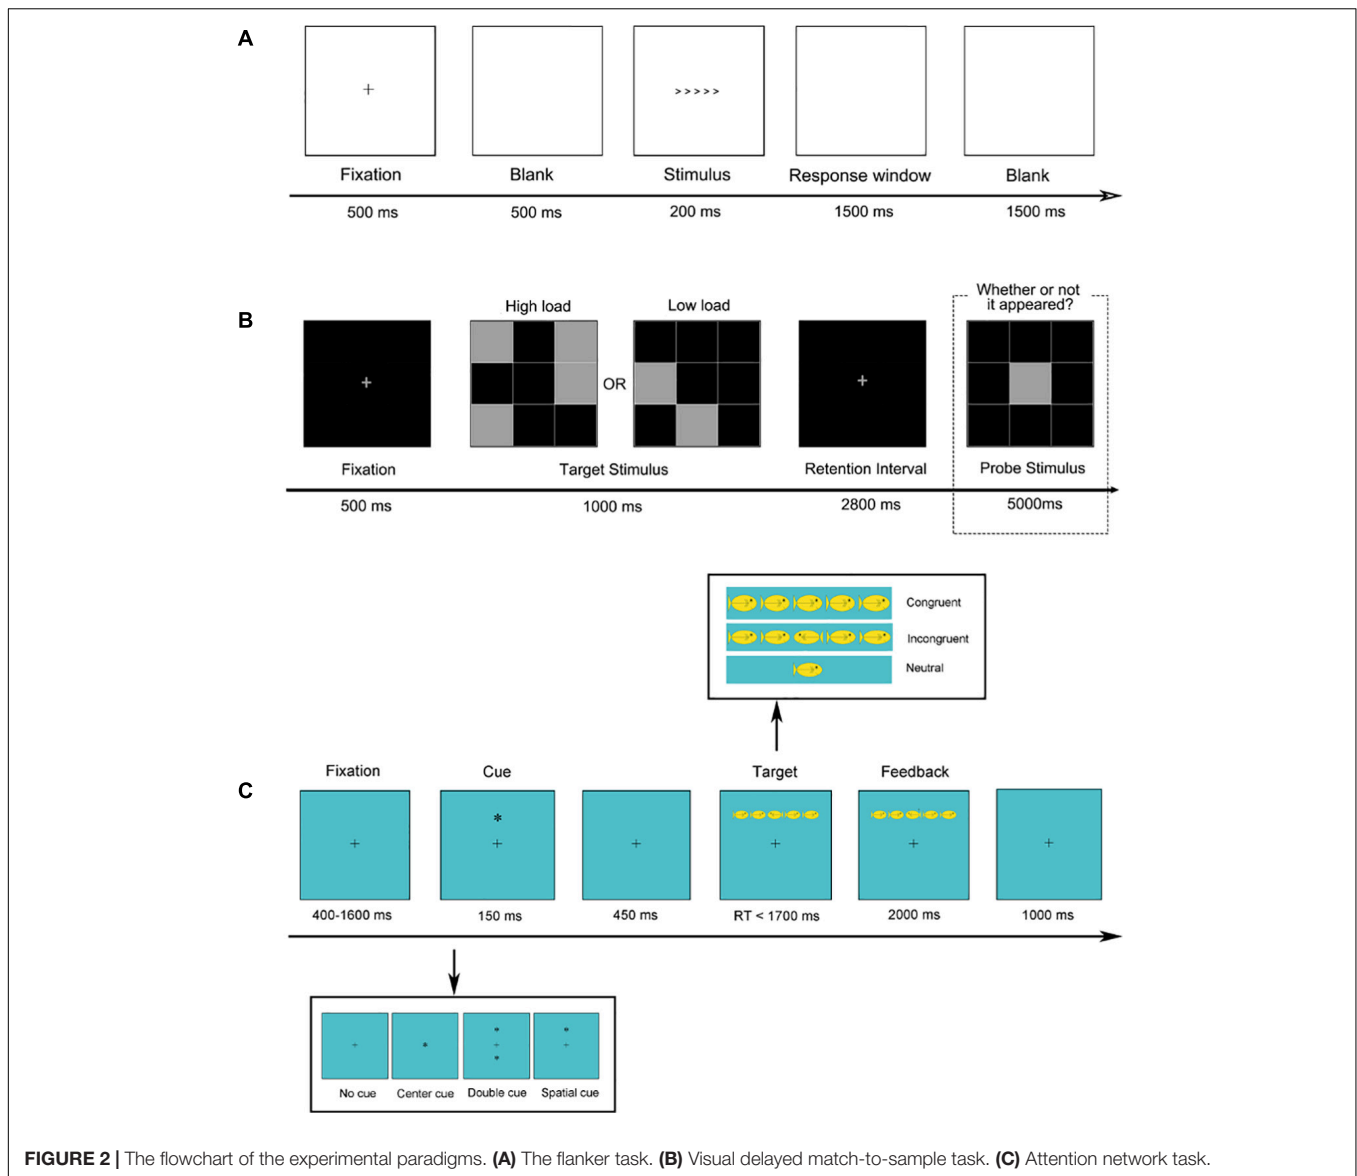 A
+
> > > > >
Fixation Blank Stimulus Response window Blank
500 ms 500 ms 200 ms 1500 ms 1500 ms
B
High load Low load
Whether or not
it appeared?
+
OR
+
Fixation Target Stimulus Retention Interval Probe Stimulus
500 ms 1000 ms 2800 ms 5000ms
Congruent
Incongruent
Neutral
C
Fixation Cue Target Feedback
*
+ + + + + +
400-1600 ms 150 ms 450 ms RT < 1700 ms 2000 ms 1000 ms
* *
+ * + +
*
No cue Center cue Double cue Spatial cue
FIGURE 2 | The flowchart of the experimental paradigms. (A) The flanker task. (B) Visual delayed match-to-sample task. (C) Attention network task.